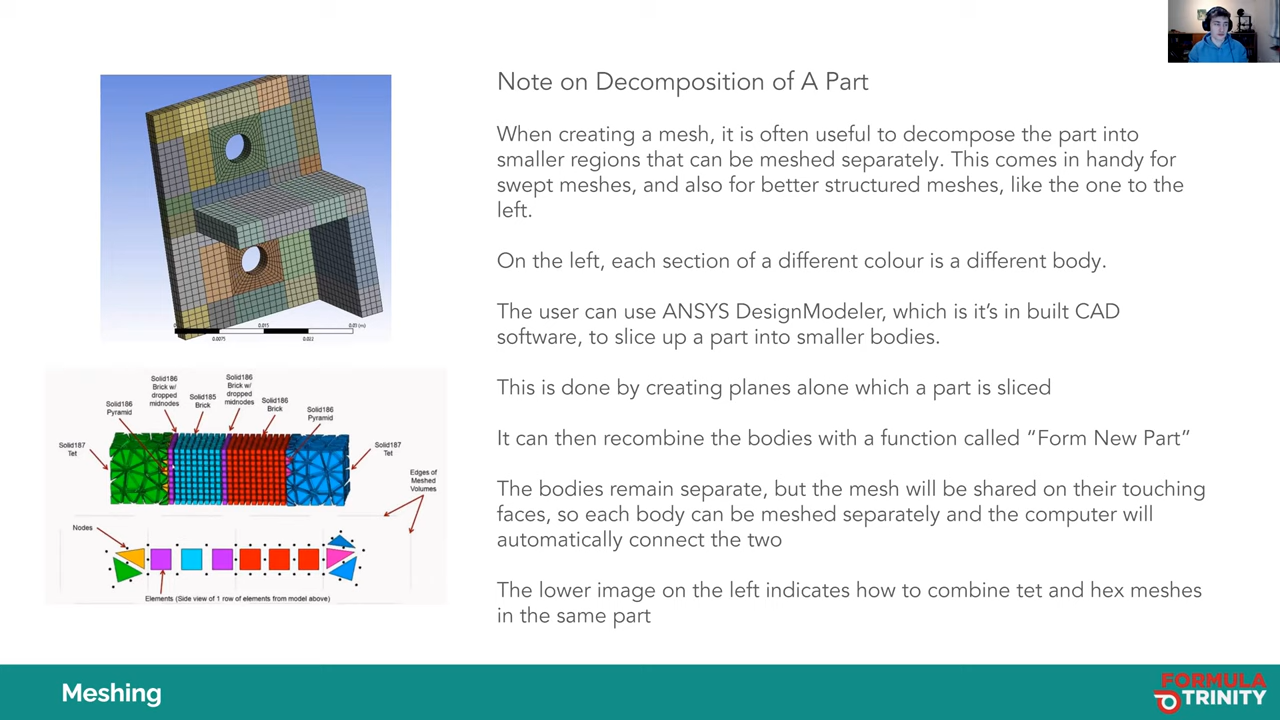 Note on Decomposition of A Part
When creating a mesh, it is often useful to decompose the part into
smaller regions that can be meshed separately. This comes in handy for
swept meshes, and also for better structured meshes, like the one to the
left.
On the left, each section of a different colour is a different body.
The user can use ANSYS DesignModeler, which is it’s in built CAD
software, to slice up a part into smaller bodies.
This is done by creating planes alone which a part is sliced
It can then recombine the bodies with a function called “Form New Part”
The bodies remain separate, but the mesh will be shared on their touching
faces, so each body can be meshed separately and the computer will
automatically connect the two
The lower image on the left indicates how to combine tet and hex meshes
in the same part
0.015
0.03 (m)
0.0075
0.022
Solid187
Tet
Solid186
Pyramid
Solid186
Brick w/
dropped
midnodes
Solid185
Brick
Solid186
Brick w/
dropped
midnodes
Solid186
Brick
Solid186
Pyramid
Solid187
Tet
Edges of
Meshed
Volumes
Nodes
Elements (Side view of 1 row of elements from model above)
Meshing
FORMULA
TRINITY